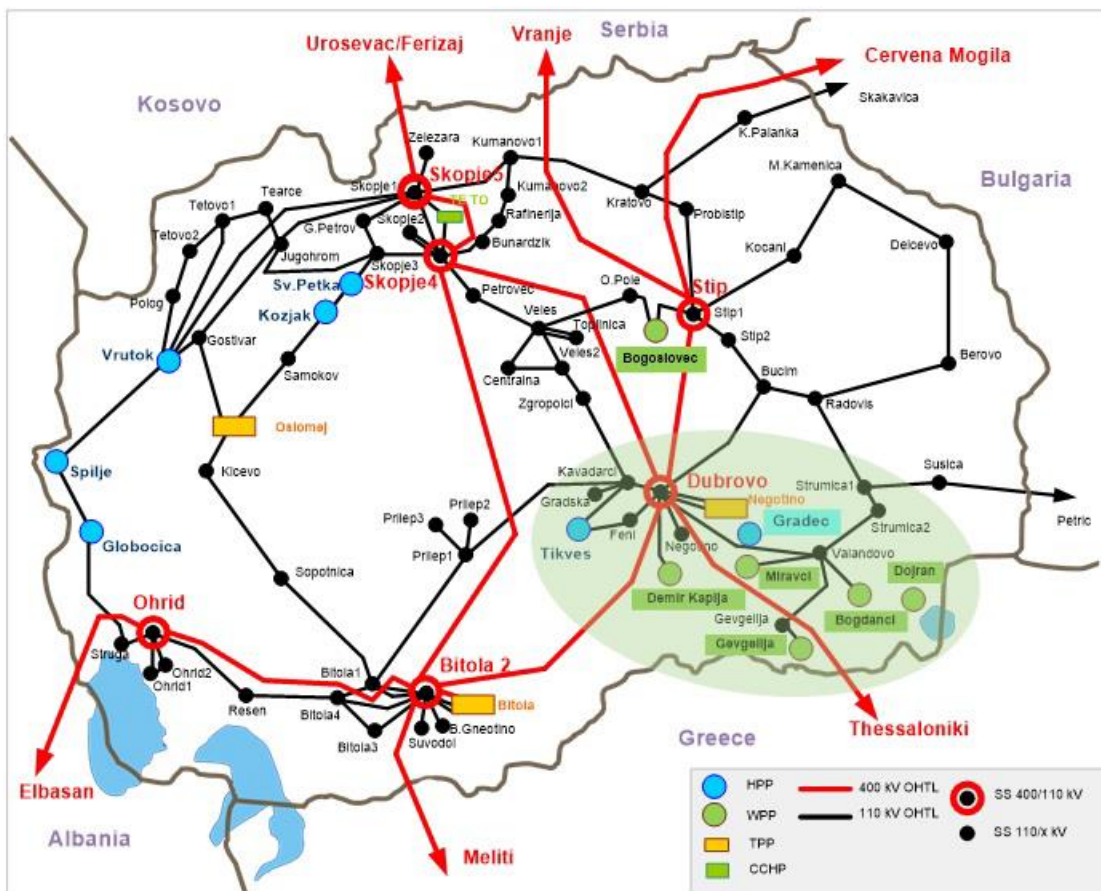 Serbia
Urosevac/Ferizaj
Vranje
Cervena Mogila
Kosovo
Skakavica
K.Palanka
Zelezara
Kumanovo1
M.Kamenica
Skopje5
Bulgaria
Skopje1
Tearce
TE TO
Kumanovo2
Kratovo
Tetovo1
G.Petrov
Skopje2
Rafinerija
Probistip
Tetovo2
Jugohrom
Bunardzik
Kocani
Delcevo
Skopje3
Skopje4
Sv.Petka
Petrovec
O.Pole
Stip
Polog
Kozjak
Veles
Stip1
Toplinica
Gostivar
Stip2
Vrutok
Veles2
Bogoslovec
Berovo
Samokov
Centralna
Bucim
Zgropolci
Radovis
Oslomej
Spilje
Kicevo
Kavadarci
Dubrovo
Susica
Strumica1
Gradska
Negotino
Prilep2
Prilep3
Gradec
Petric
Strumica2
Globocica
Tikves
Feni
Negotino
Prilep1
Valandovo
Miravci
Dojran
Sopotnica
Demir Kapija
Bogdanci
Ohrid
Gevgelija
Gevgelija
Struga
Ohrid2
Ohrid1
Bitola1
Bitola 2
Resen
Bitola4
Bitola
B.Gneotino
Bitola3
Suvodol
Thessaloniki
Greece
Elbasan
Albania
Meliti
HPP
400 kV OHTL
SS 400/110 kV
WPP
110 kV OHTL
SS 110/x kV
TPP
CCHP